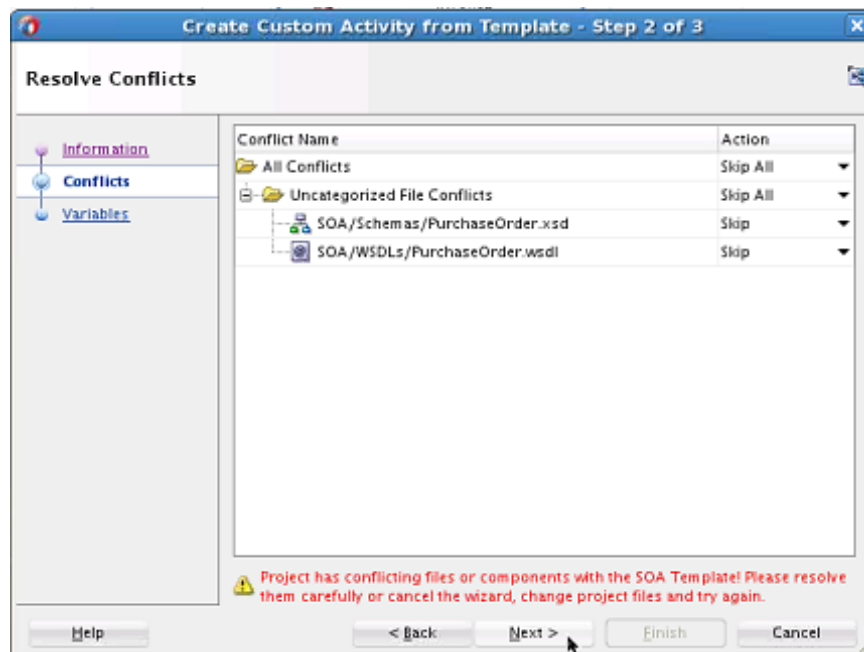 Create Custom Activity from Template - Step 2 of 3
Resolve Conflicts
Information
Conflicts
Variables
Conflict Name Action
All Conflicts Skip All
Uncategorized File Conflicts Skip All
SOA/Schemas/PurchaseOrder.xsd Skip
SOA/WSDLs/PurchaseOrder.wsdl Skip
Project has conflicting files or components with the SOA Template! Please resolve
them carefully or cancel the wizard, change project files and try again.
Help < Back Next > Finish Cancel